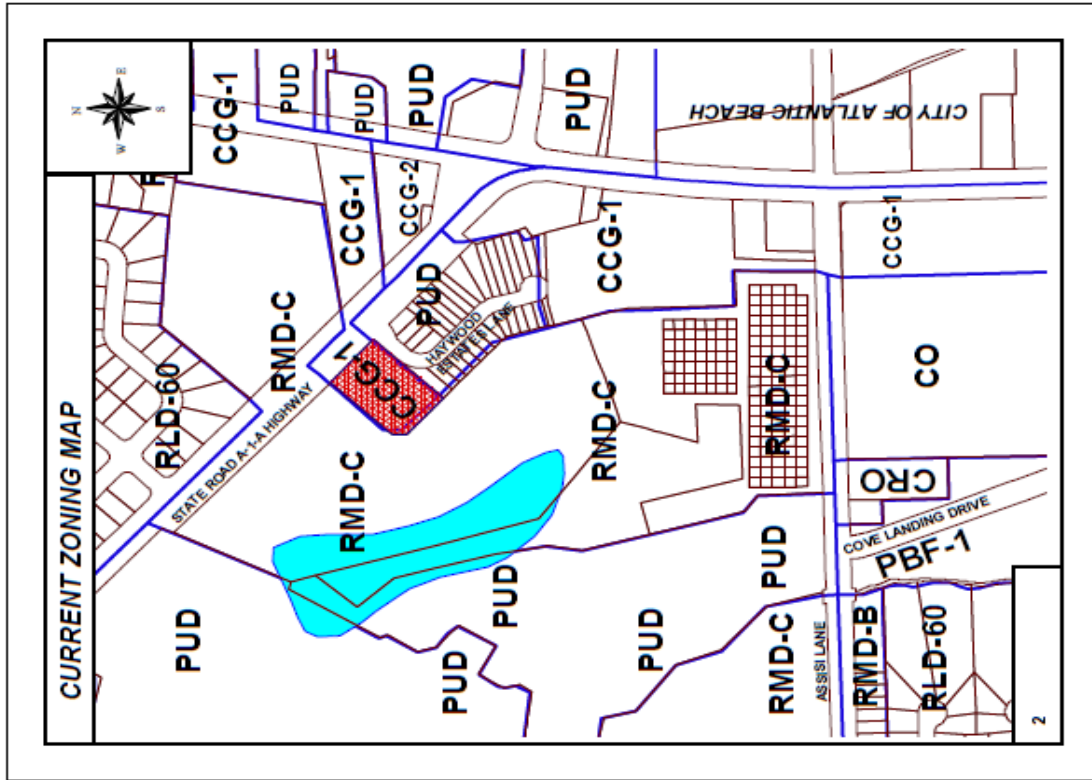 CURRENT ZONING MAP
N
E
S
W
CCG-1
PUD
PUD
PUD
PUD
CITY OF ATLANTIC BEACH
R
CCG-1
CCG-2
RLD-60
RMD-C
STATE ROAD A-1-A HIGHWAY
CCG-1
PUD
HAYWOOD
ESTATES LANE
CCG-1
CCG-1
RMD-C
RMD-C
RMD-C
CO
CRO
COVE LANDING DRIVE
PBF-1
PUD
PUD
PUD
PUD
PUD
RMD-C
ASSISI LANE
RMD-B
RLD-60
2